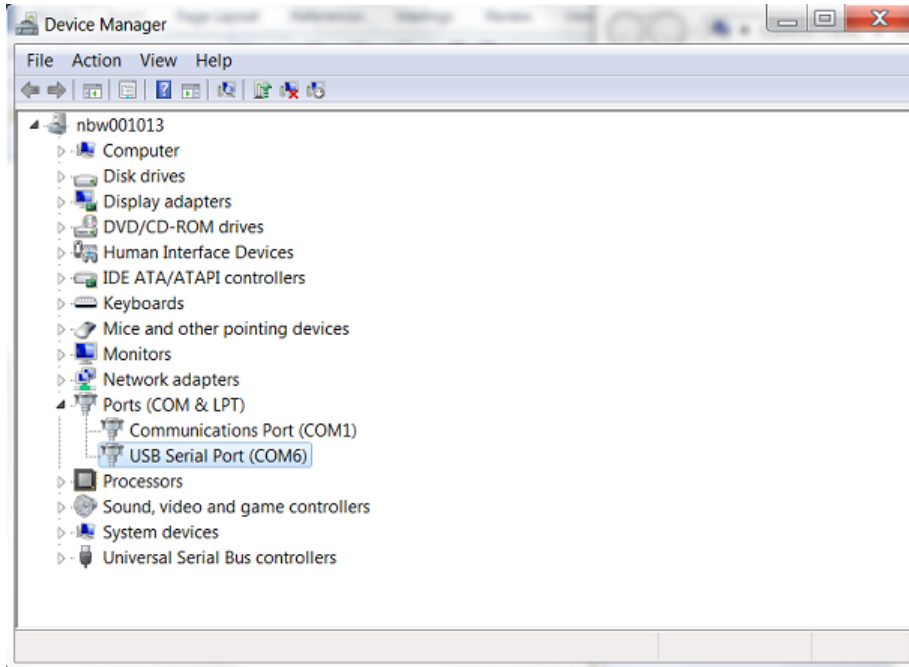 Device Manager
File Action View Help
nbw001013
Computer
Disk drives
Display adapters
DVD/CD-ROM drives
Human Interface Devices
IDE ATA/ATAPI controllers
Keyboards
Mice and other pointing devices
Monitors
Network adapters
Ports (COM & LPT)
Communications Port (COM1)
USB Serial Port (COM6)
Processors
Sound, video and game controllers
System devices
Universal Serial Bus controllers